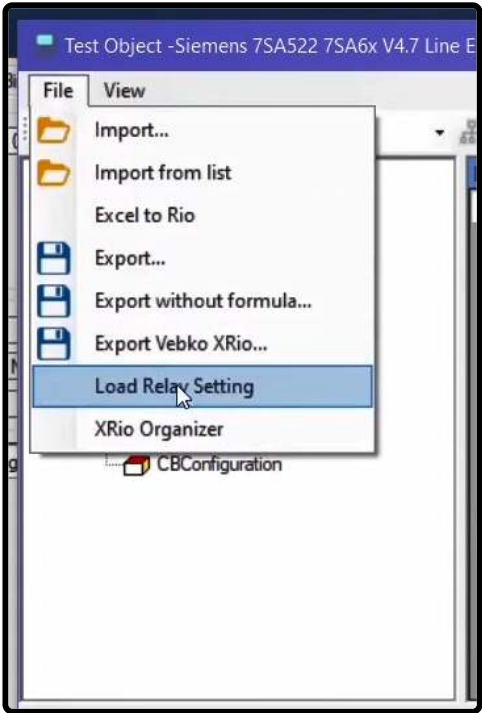 Test Object -Siemens 7SA522 7SA6x V4.7 Line E
File View
Import...
Import from list
Excel to Rio
Export...
Export without formula...
Export Vebko XRio...
Load Relay Setting
XRio Organizer
CBConfiguration